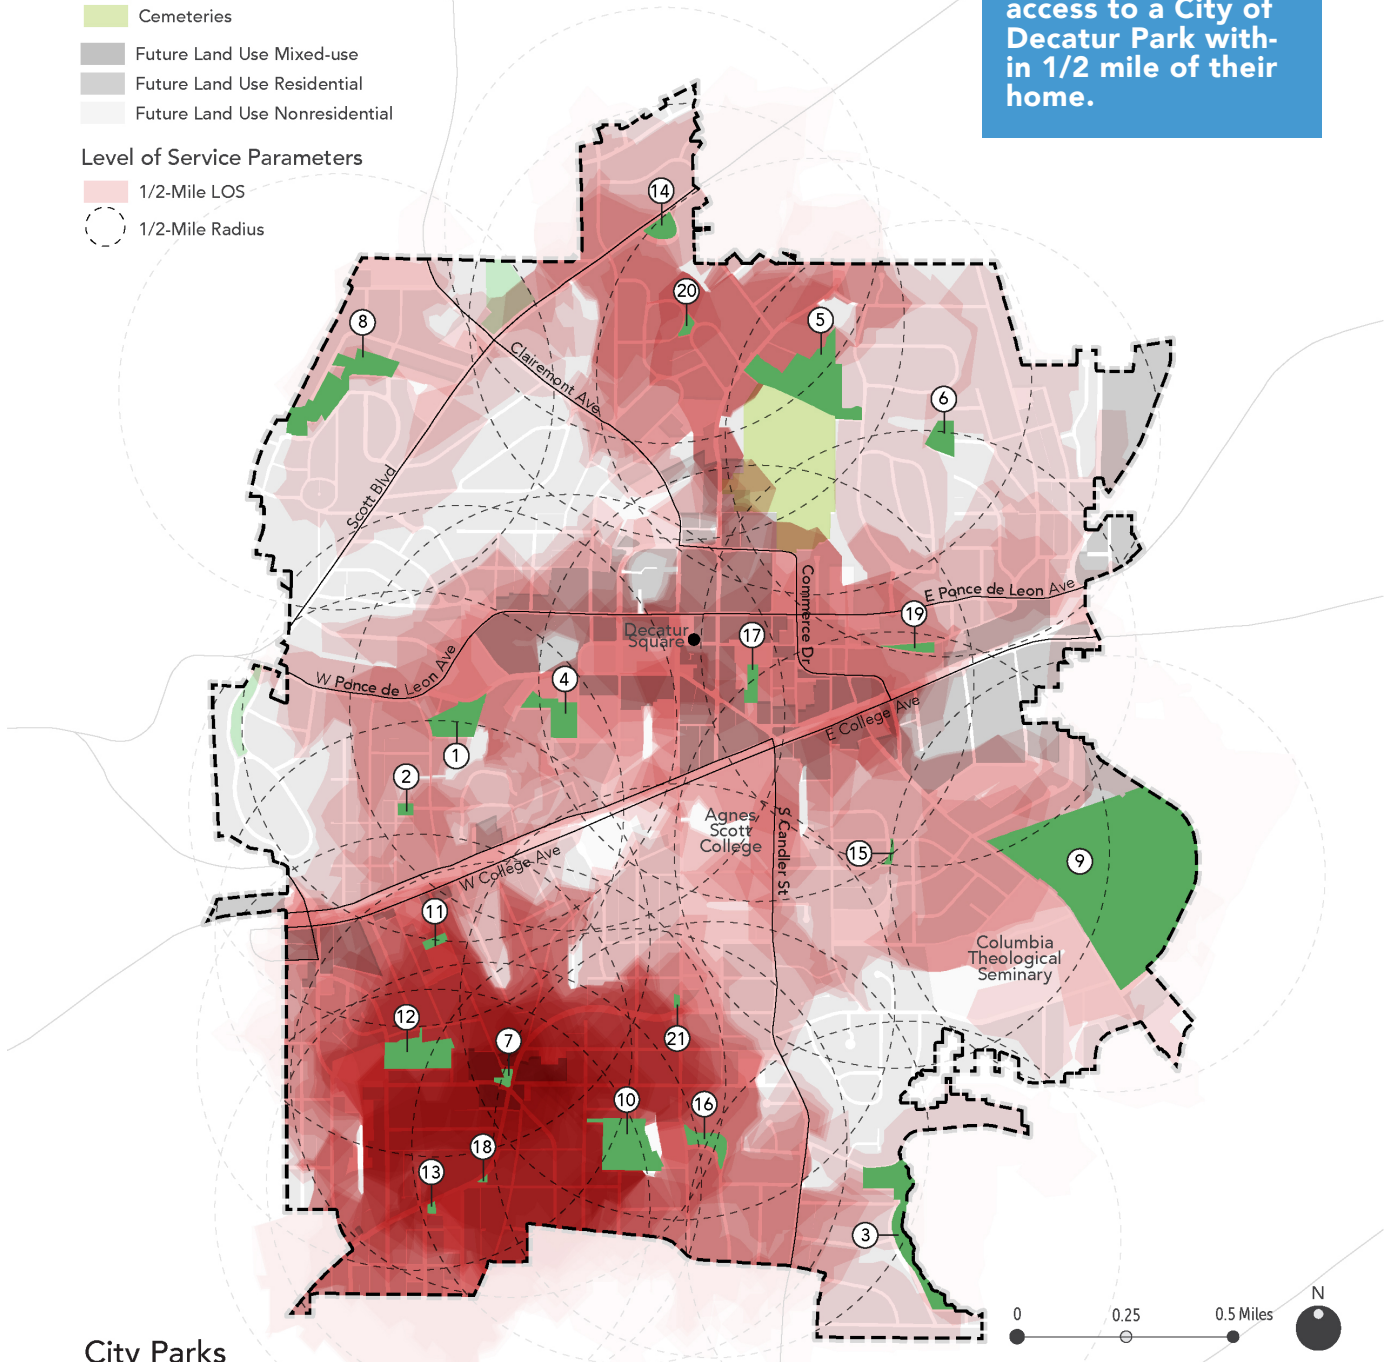 access to a City of
Decatur Park with-
in 1/2 mile of their
home.
Cemeteries
Future Land Use Mixed-use
Future Land Use Residential
Future Land Use Nonresidential
Level of Service Parameters
1/2-Mile LOS
1/2-Mile Radius
14
20
5
8
6
Clairemont Ave
Scott Blvd
E Ponce de Leon Ave
Commerce Dr
19
17
Decatur
Square
W Ponce de Leon Ave
4
E College Ave
1
2
Agnes
Scott
College
S Candler St
15
9
W College Ave
11
Columbia
Theological
Seminary
12
7
21
10
16
18
13
3
N
0
0.25
0.5 Miles
City Parks